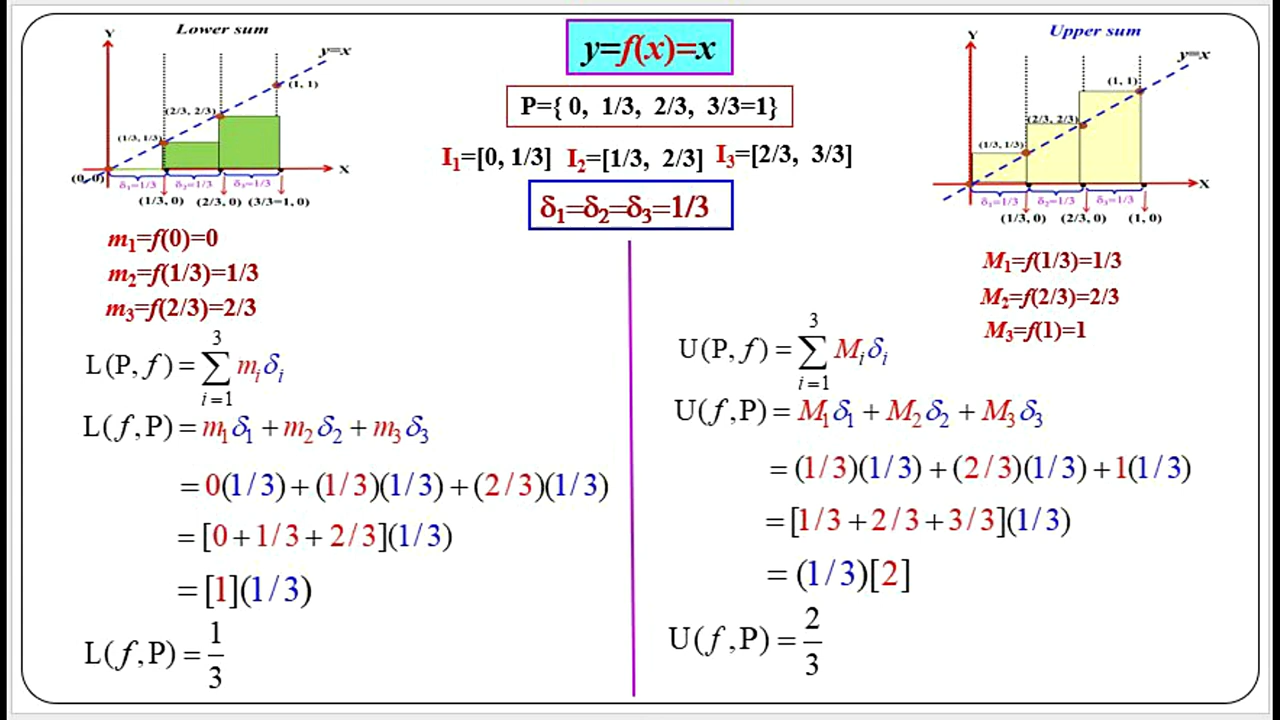 Lower sum
Y
y=x
(1, 1)
(2/3, 2/3)
(1/3, 1/3)
(0, 0)
X
δ₁=1/3 δ₂=1/3 δ₃=1/3
(1/3, 0) (2/3, 0) (3/3=1, 0)
y=f(x)=x
P={ 0, 1/3, 2/3, 3/3=1}
I₁=[0, 1/3] I₂=[1/3, 2/3] I₃=[2/3, 3/3]
δ₁=δ₂=δ₃=1/3
Upper sum
Y
y=x
(1, 1)
(2/3, 2/3)
(1/3, 1/3)
X
δ₁=1/3 δ₂=1/3 δ₃=1/3
(1/3, 0) (2/3, 0) (1, 0)
m₁=f(0)=0
m₂=f(1/3)=1/3
m₃=f(2/3)=2/3
L(P, f) = ∑_{i=1}^{3} mᵢδᵢ
L(f,P) = m₁δ₁ + m₂δ₂ + m₃δ₃
= 0(1/3) + (1/3)(1/3) + (2/3)(1/3)
= [0 + 1/3 + 2/3](1/3)
= [1](1/3)
L(f,P) = 1/3
M₁=f(1/3)=1/3
M₂=f(2/3)=2/3
M₃=f(1)=1
U(P, f) = ∑_{i=1}^{3} Mᵢδᵢ
U(f,P) = M₁δ₁ + M₂δ₂ + M₃δ₃
= (1/3)(1/3) + (2/3)(1/3) + 1(1/3)
= [1/3 + 2/3 + 3/3](1/3)
= (1/3)[2]
U(f,P) = 2/3